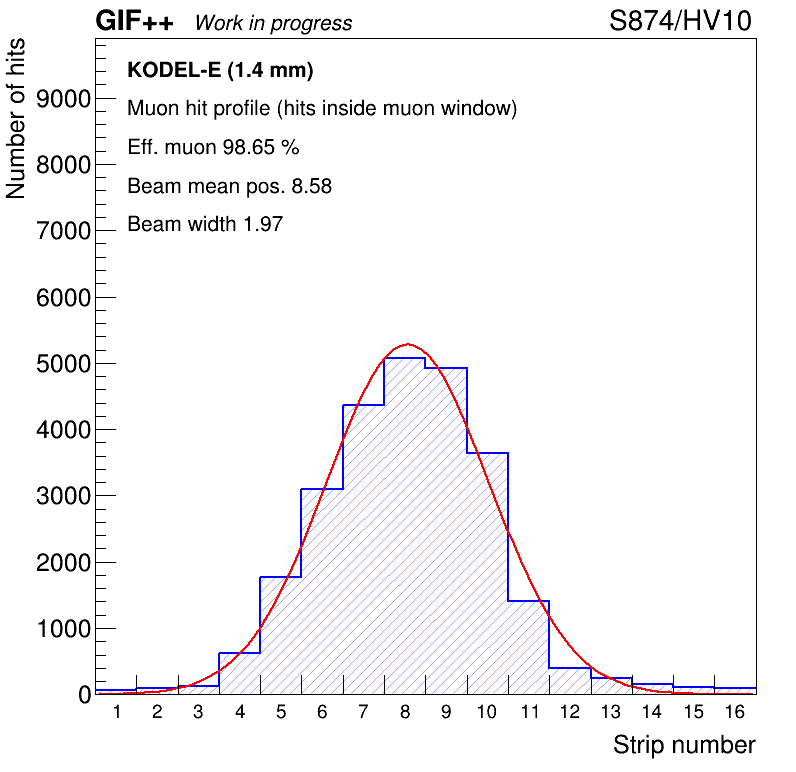 GIF++ Work in progress S874/HV10
Number of hits
KODEL-E (1.4 mm)
Muon hit profile (hits inside muon window)
Eff. muon 98.65 %
Beam mean pos. 8.58
Beam width 1.97
9000
8000
7000
6000
5000
4000
3000
2000
1000
0
1 2 3 4 5 6 7 8 9 10 11 12 13 14 15 16
Strip number